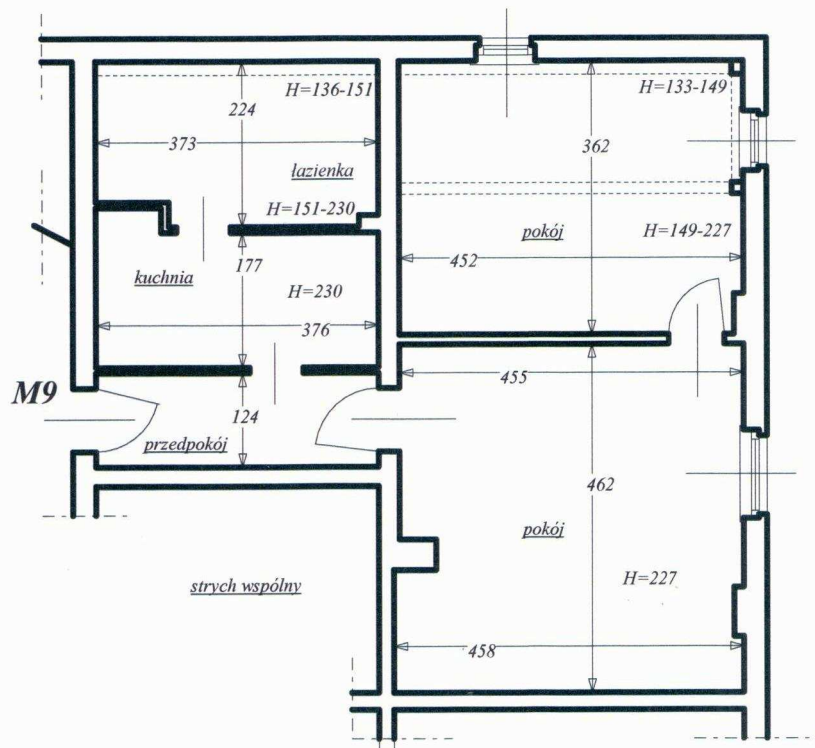 H=136-151
H=133-149
224
373
362
łazienka
H=151-230
pokój
H=149-227
177
452
kuchnia
H=230
376
M9
455
124
przedpokój
462
pokój
H=227
strych wspólny
458